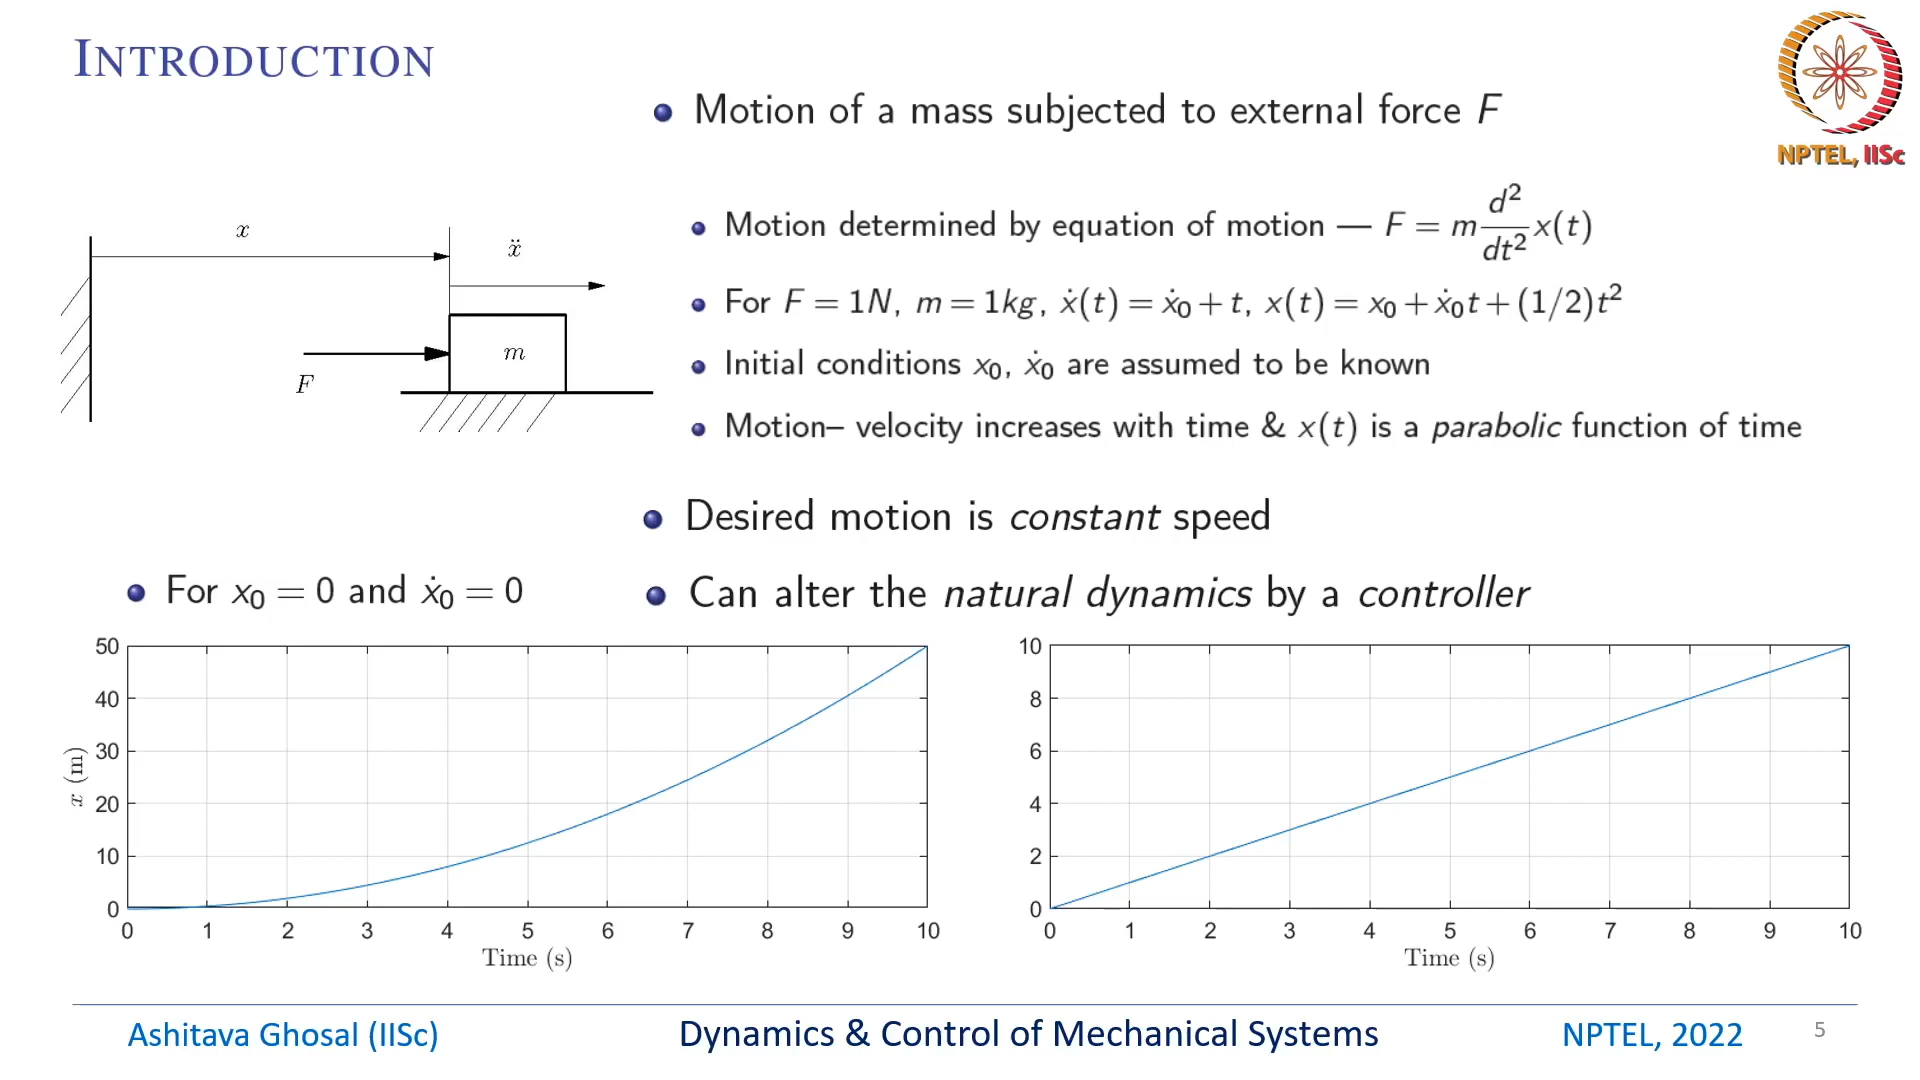 INTRODUCTION
Motion of a mass subjected to external force F
NPTEL, IISc
x
ẍ
F
m
Motion determined by equation of motion — F = m d²/dt² x(t)
For F = 1N, m = 1kg, ẋ(t) = ẋ₀ + t, x(t) = x₀ + ẋ₀t + (1/2)t²
Initial conditions x₀, ẋ₀ are assumed to be known
Motion– velocity increases with time & x(t) is a parabolic function of time
Desired motion is constant speed
For x₀ = 0 and ẋ₀ = 0
Can alter the natural dynamics by a controller
50
40
30
20
10
0
x (m)
0 1 2 3 4 5 6 7 8 9 10
Time (s)
10
8
6
4
2
0
0 1 2 3 4 5 6 7 8 9 10
Time (s)
Ashitava Ghosal (IISc)
Dynamics & Control of Mechanical Systems
NPTEL, 2022
5